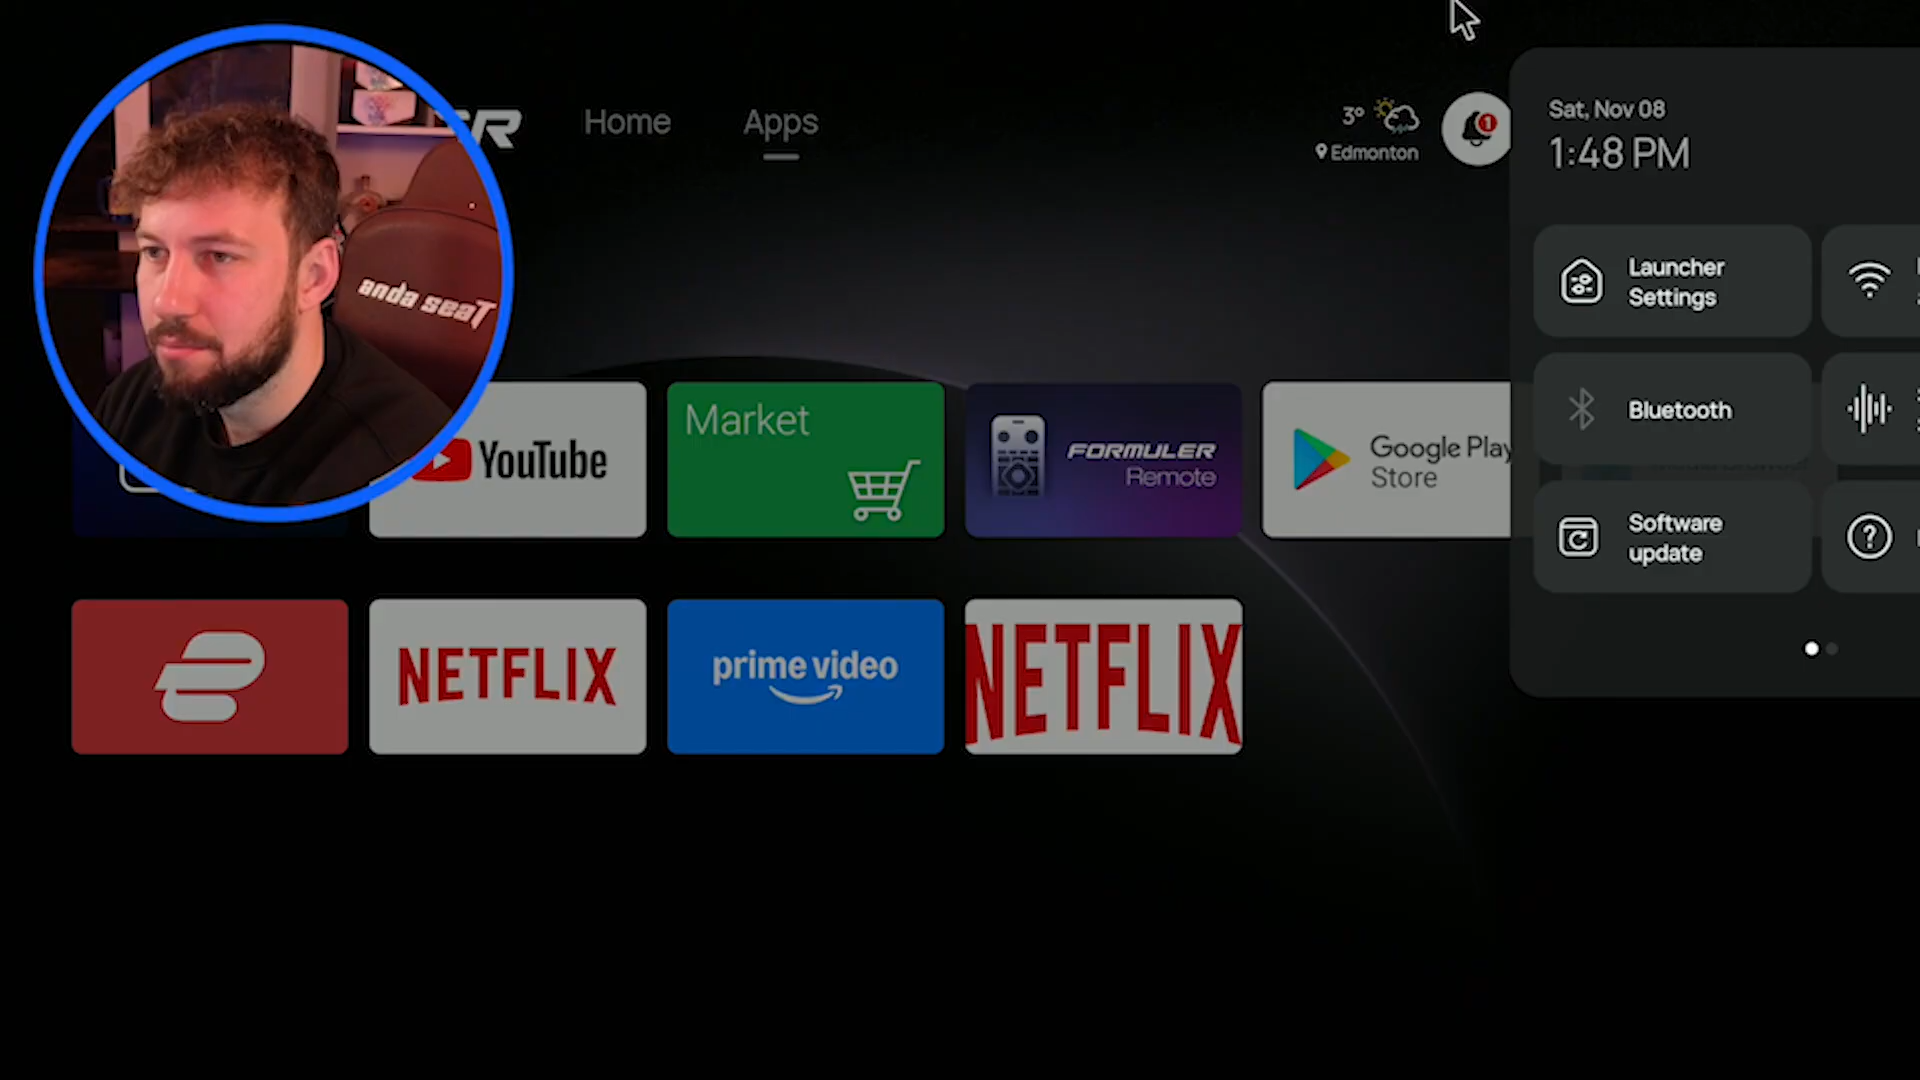 R
Home
Apps
3°
Edmonton
1
Sat, Nov 08
1:48 PM
anda seaT
Launcher
Settings
Bluetooth
Software
update
YouTube
Market
FORMULER
Remote
Google Play
Store
NETFLIX
prime video
NETFLIX